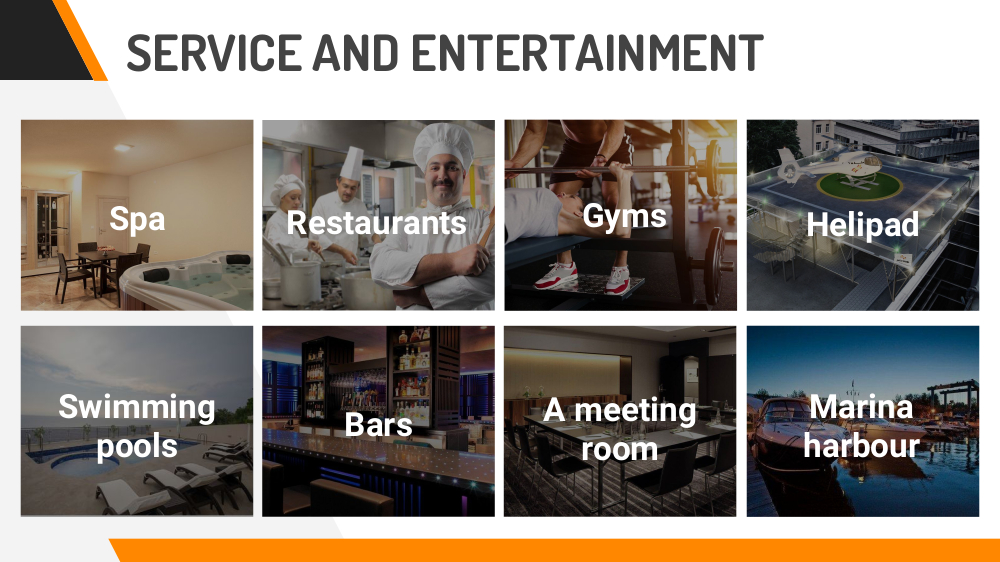 SERVICE AND ENTERTAINMENT
Spa
Restaurants
Gyms
Helipad
Swimming
pools
Bars
A meeting
room
Marina
harbour